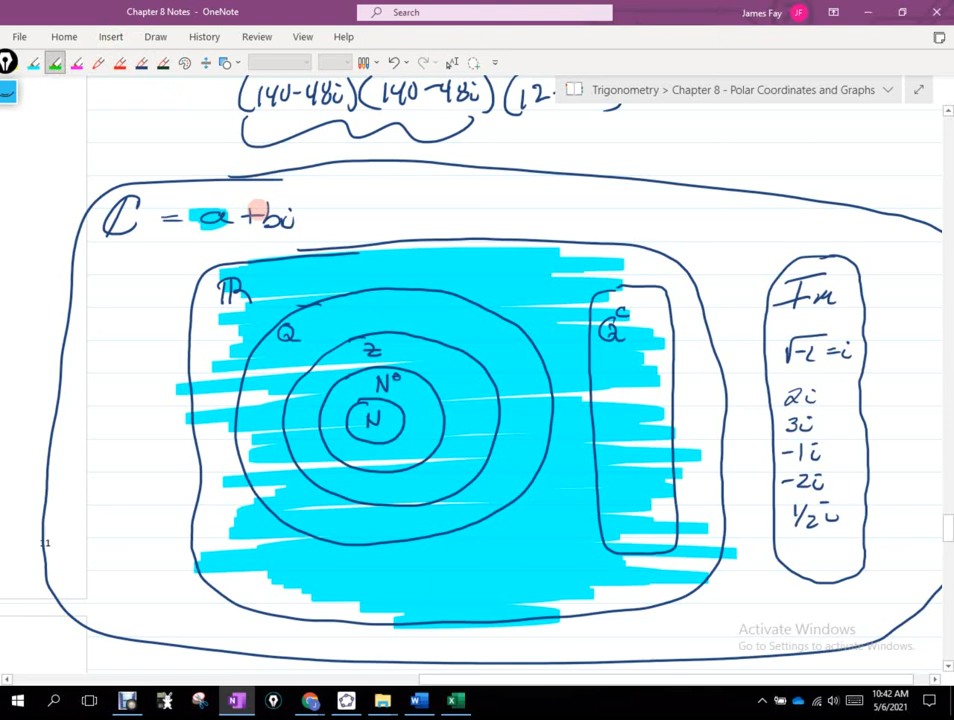 Chapter 8 Notes - OneNote
Search
James Fay JF
File Home Insert Draw History Review View Help
Trigonometry > Chapter 8 - Polar Coordinates and Graphs
(140-48i)(140-48i)(12-
ℂ = a+bi
ℝ
Q
Z
N⁰
N
Qᶜ
Im
√-1 = i
2i
3i
-1i
-2i
1/2 i
11
Activate Windows
Go to Settings to activate Windows.
10:42 AM
5/6/2021